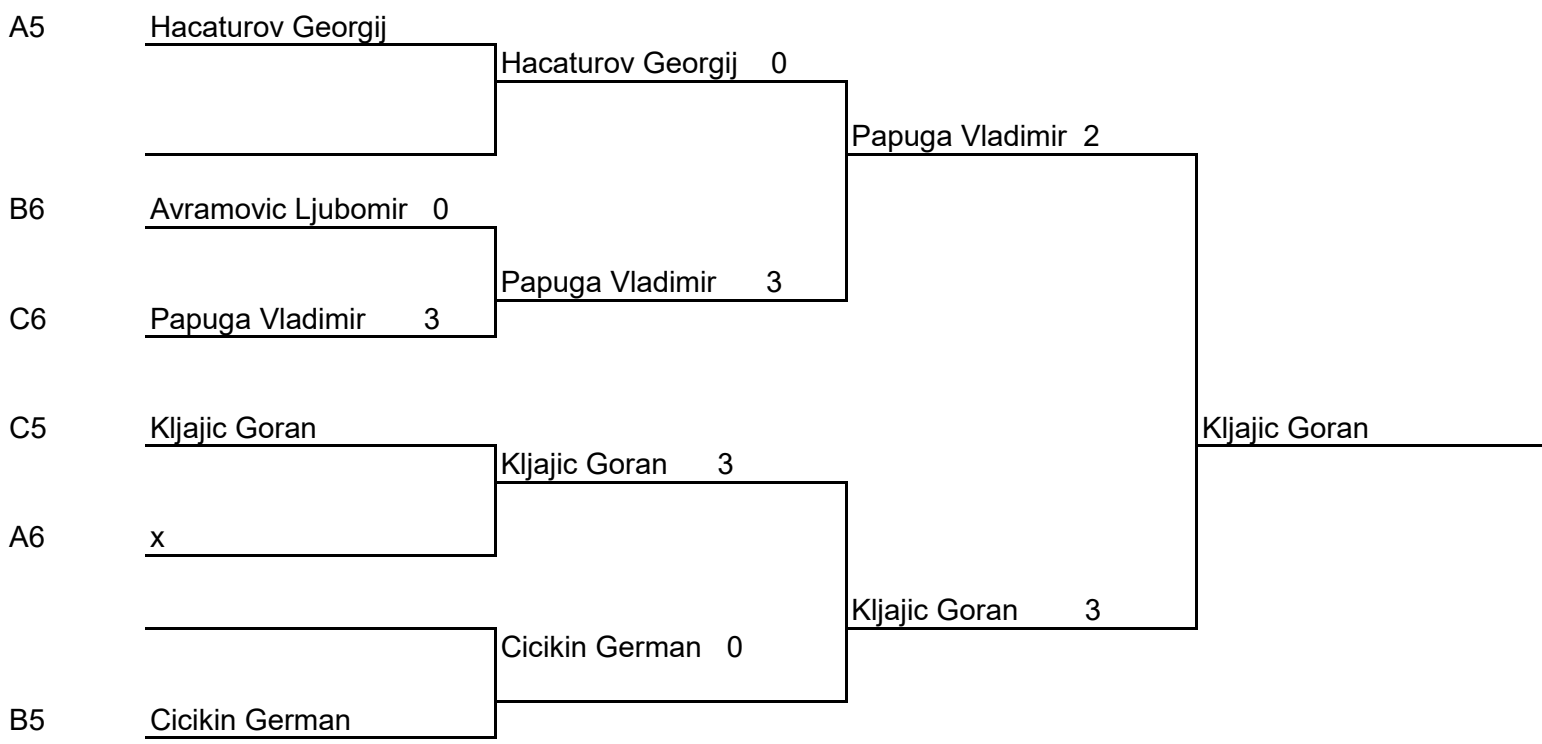 A5 Hacaturov Georgij
Hacaturov Georgij 0
Papuga Vladimir 2
B6 Avramovic Ljubomir 0
Papuga Vladimir 3
C6 Papuga Vladimir 3
C5 Kljajic Goran
Kljajic Goran
Kljajic Goran 3
A6 x
Kljajic Goran 3
Cicikin German 0
B5 Cicikin German